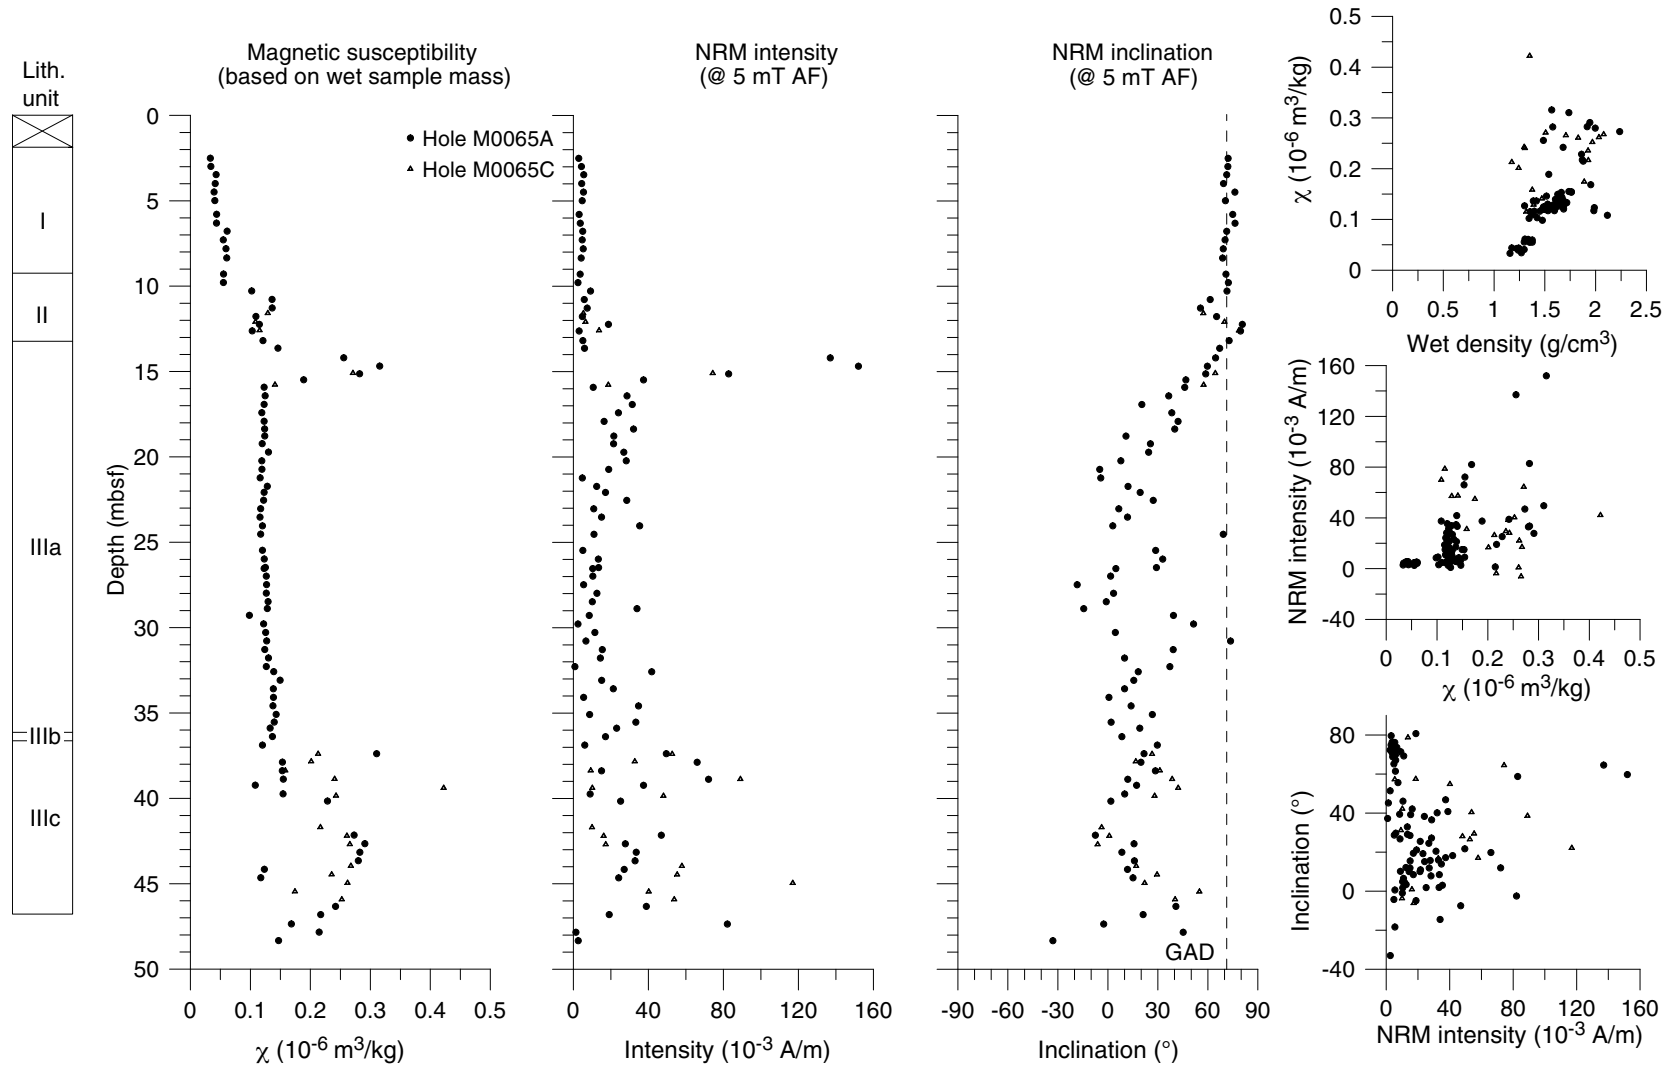 Lith.
unit
I
II
IIIa
IIIb
IIIc
Magnetic susceptibility
(based on wet sample mass)
Hole M0065A
Hole M0065C
Depth (mbsf)
0
5
10
15
20
25
30
35
40
45
50
0 0.1 0.2 0.3 0.4 0.5
χ (10⁻⁶ m³/kg)
NRM intensity
(@ 5 mT AF)
0 40 80 120 160
Intensity (10⁻³ A/m)
NRM inclination
(@ 5 mT AF)
GAD
-90 -60 -30 0 30 60 90
Inclination (°)
χ (10⁻⁶ m³/kg)
0.5
0.4
0.3
0.2
0.1
0
0 0.5 1 1.5 2 2.5
Wet density (g/cm³)
NRM intensity (10⁻³ A/m)
160
120
80
40
0
-40
0 0.1 0.2 0.3 0.4 0.5
χ (10⁻⁶ m³/kg)
Inclination (°)
80
40
0
-40
0 40 80 120 160
NRM intensity (10⁻³ A/m)